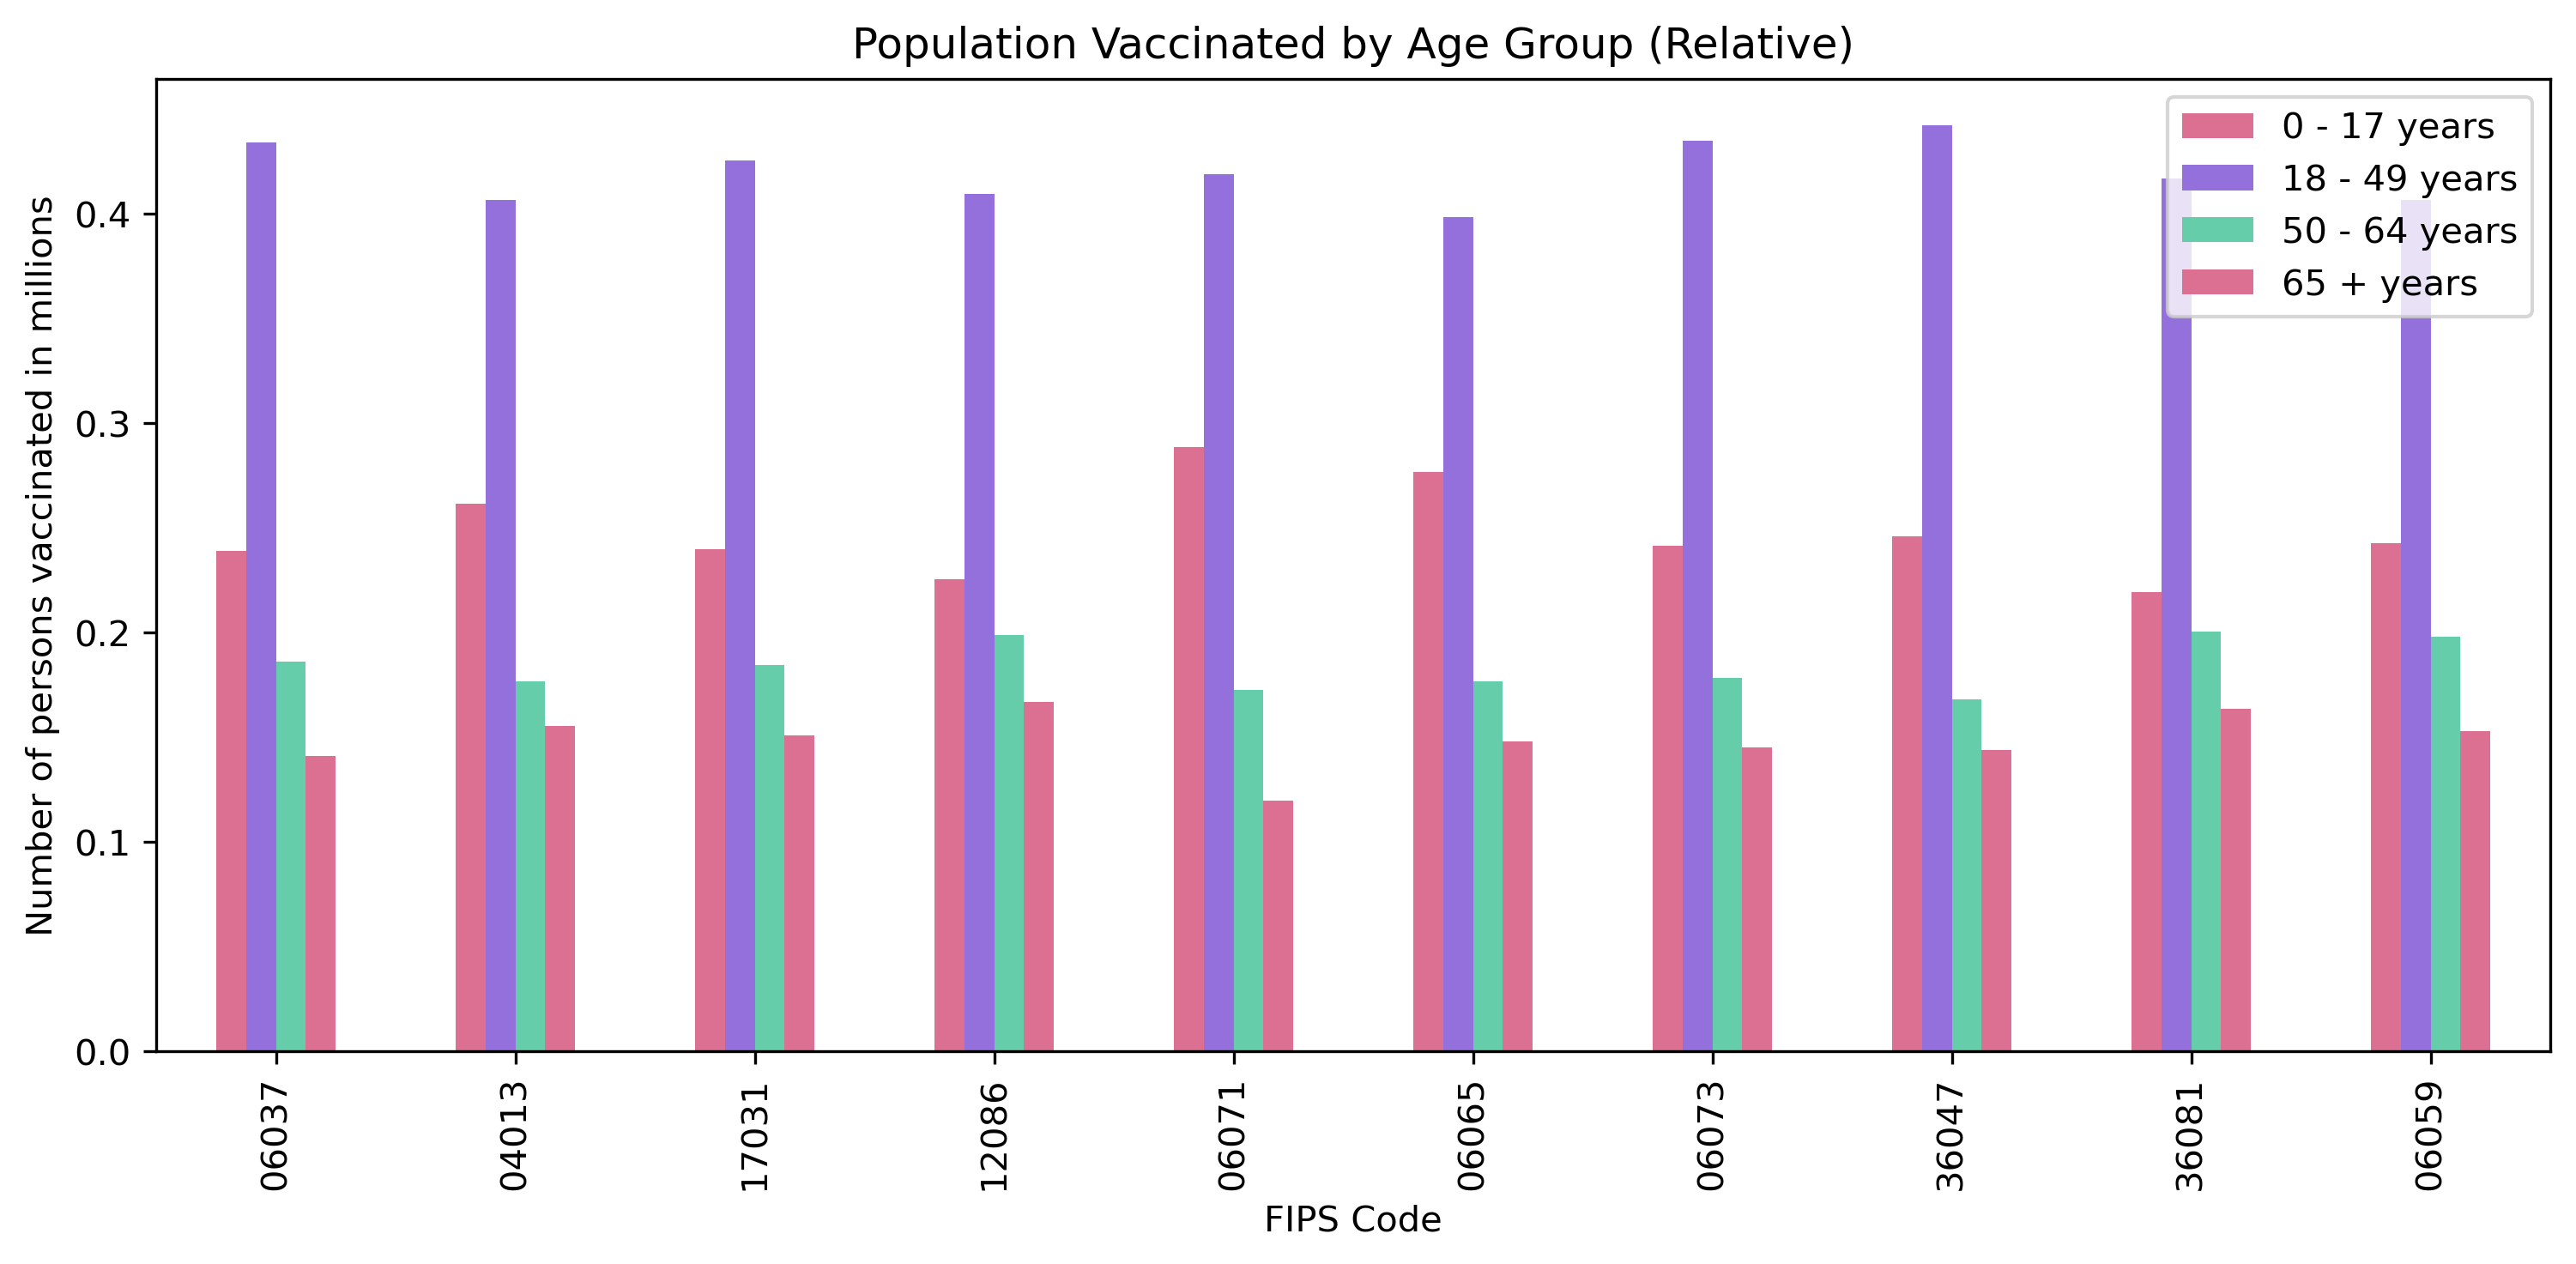 Population Vaccinated by Age Group (Relative)
0 - 17 years
18 - 49 years
50 - 64 years
65 + years
Number of persons vaccinated in millions
0.4
0.3
0.2
0.1
0.0
06037
04013
17031
12086
06071
06065
06073
36047
36081
06059
FIPS Code